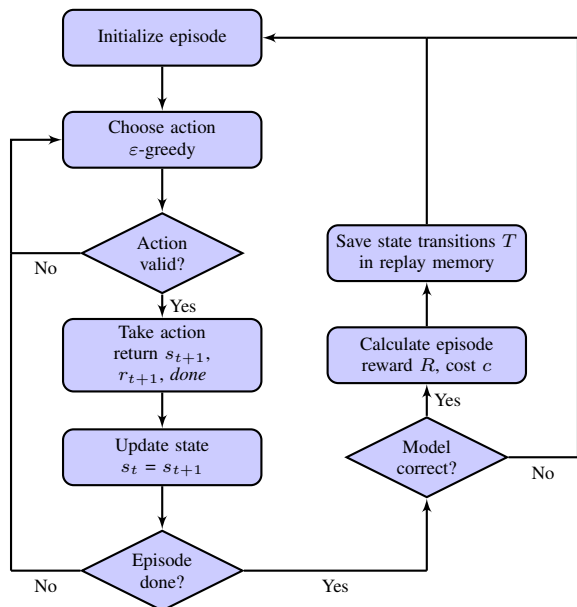 Initialize episode
Choose action
ε-greedy
Action
valid?
No
Yes
Take action
return s_{t+1},
r_{t+1}, done
Update state
s_t = s_{t+1}
Episode
done?
No
Yes
Save state transitions T
in replay memory
Calculate episode
reward R, cost c
Yes
Model
correct?
No